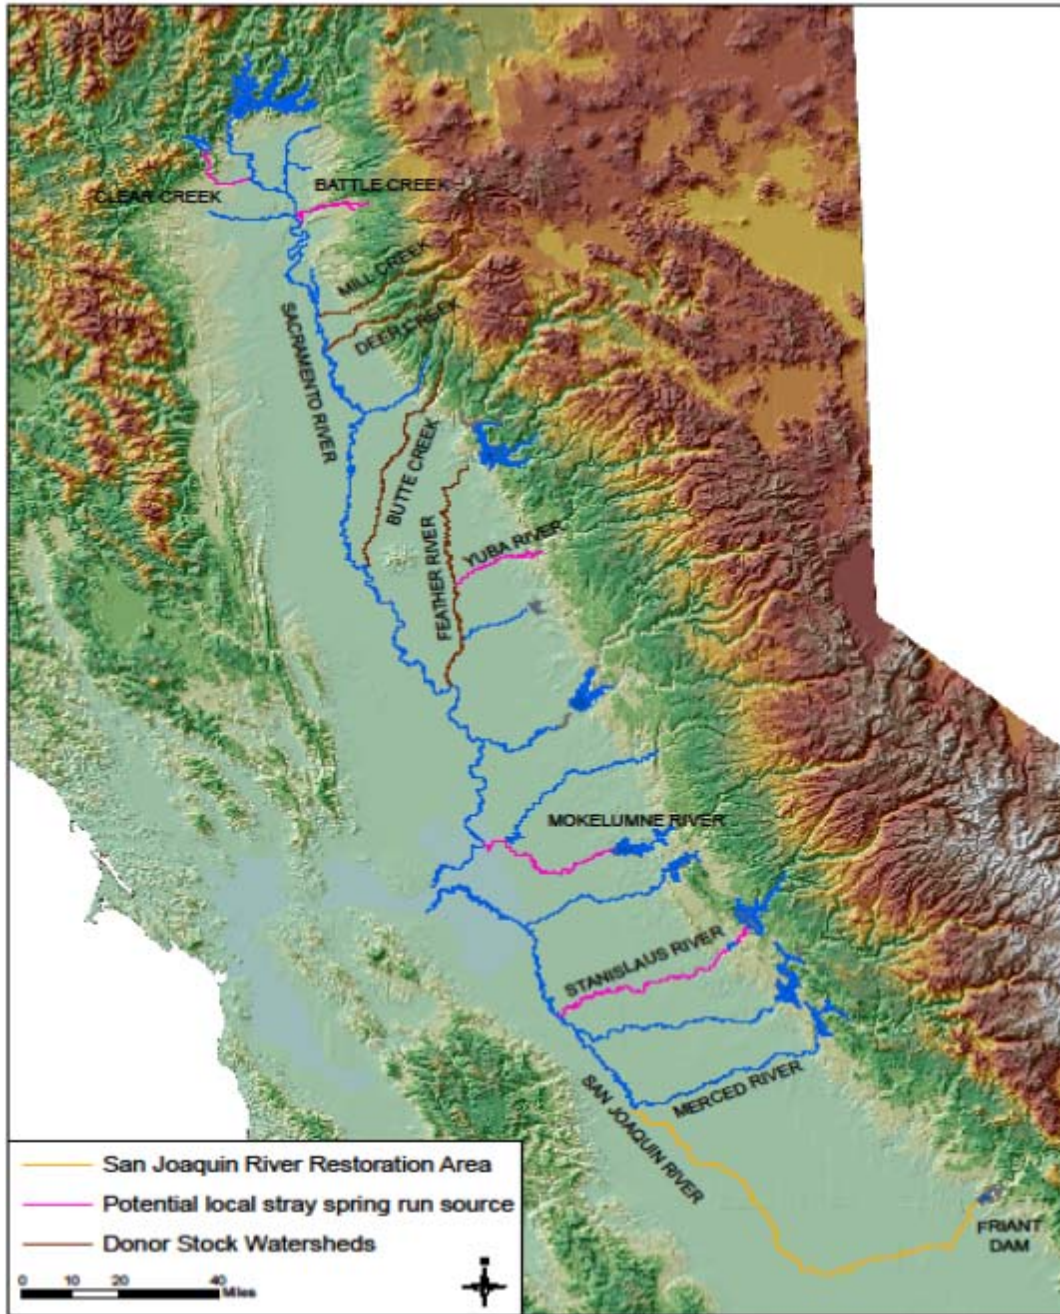 CLEAR CREEK
BATTLE CREEK
MILL CREEK
DEER CREEK
SACRAMENTO RIVER
BUTTE CREEK
FEATHER RIVER
YUBA RIVER
MOKELUMNE RIVER
STANISLAUS RIVER
MERCED RIVER
SAN JOAQUIN RIVER
FRIANT
DAM
San Joaquin River Restoration Area
Potential local stray spring run source
Donor Stock Watersheds
0 10 20 40
Miles